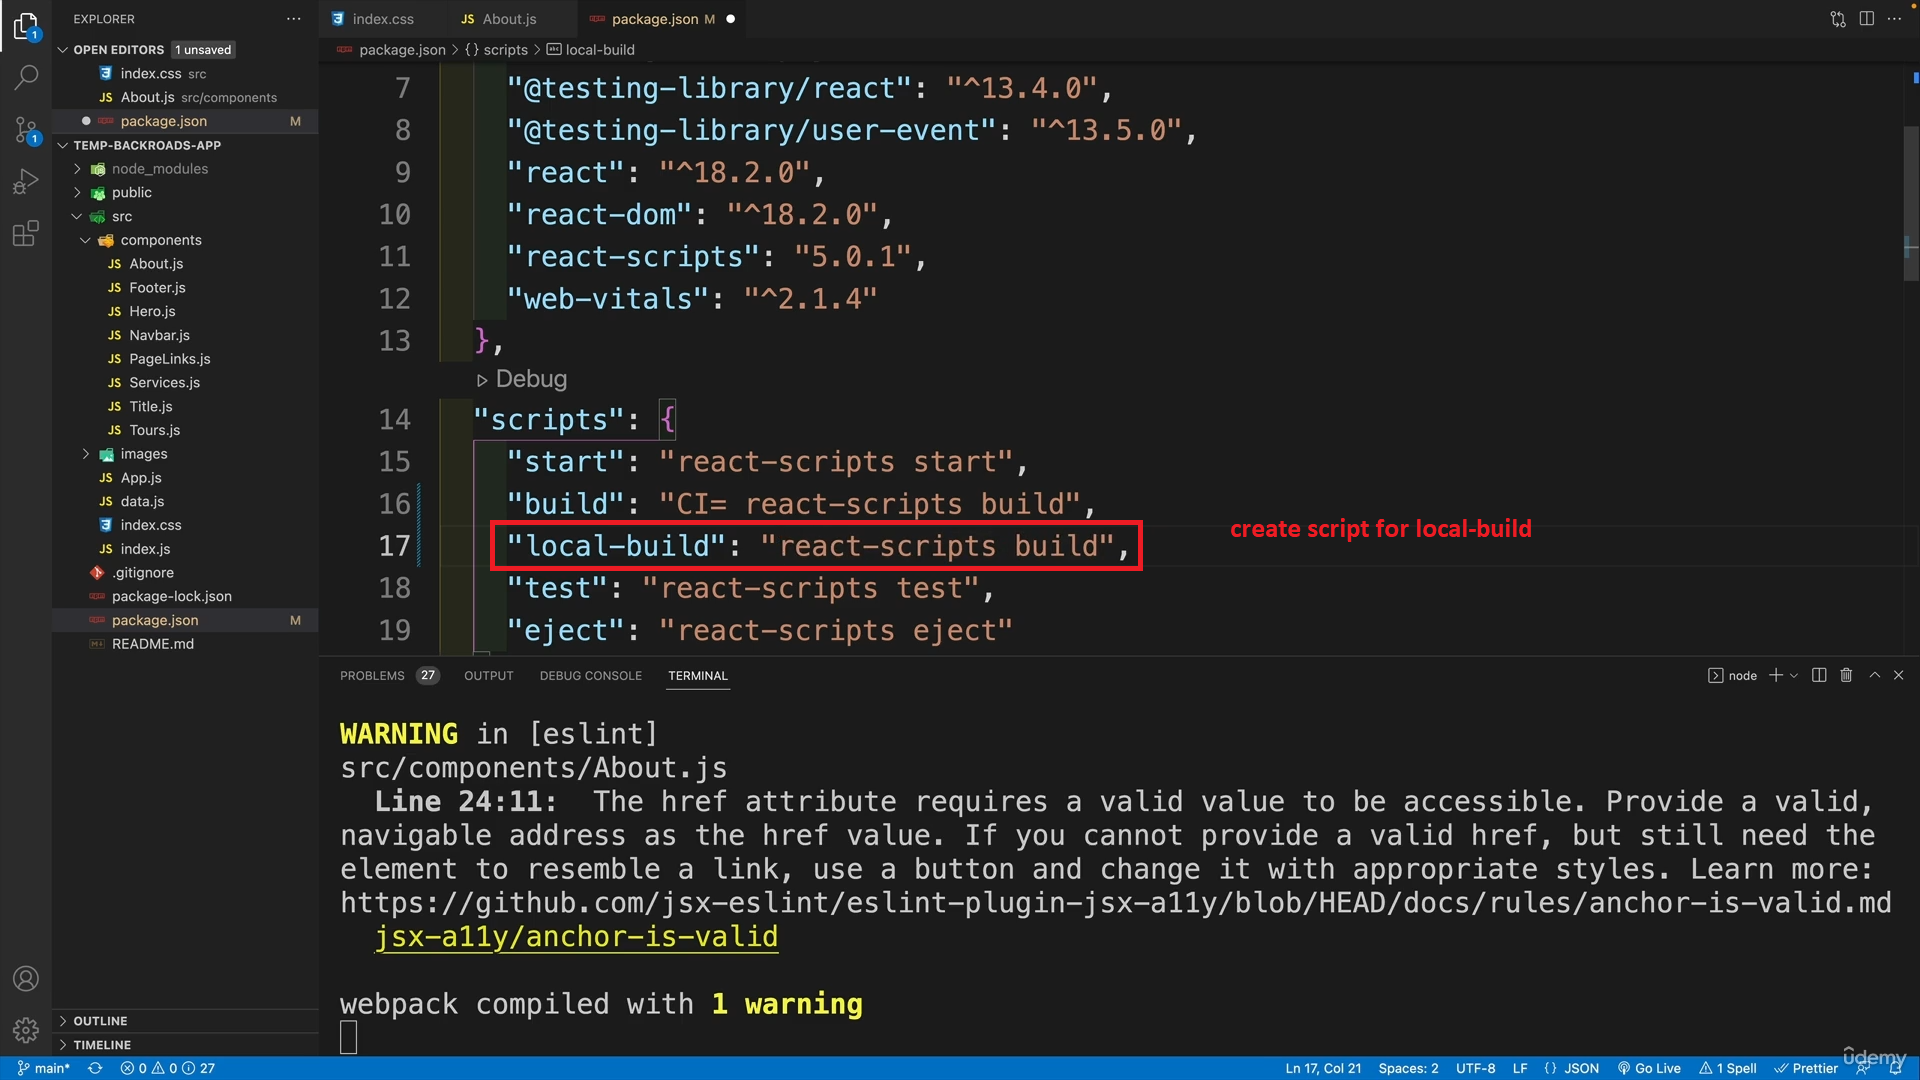 EXPLORER
OPEN EDITORS 1 unsaved
index.css src
About.js src/components
package.json M
TEMP-BACKROADS-APP
node_modules
public
src
components
About.js
Footer.js
Hero.js
Navbar.js
PageLinks.js
Services.js
Title.js
Tours.js
images
App.js
data.js
index.css
index.js
.gitignore
package-lock.json
package.json M
README.md
OUTLINE
TIMELINE
index.css About.js package.json M
package.json > {} scripts > local-build
7 "@testing-library/react": "^13.4.0",
8 "@testing-library/user-event": "^13.5.0",
9 "react": "^18.2.0",
10 "react-dom": "^18.2.0",
11 "react-scripts": "5.0.1",
12 "web-vitals": "^2.1.4"
13 },
Debug
14 "scripts": {
15 "start": "react-scripts start",
16 "build": "CI= react-scripts build",
17 "local-build": "react-scripts build",
create script for local-build
18 "test": "react-scripts test",
19 "eject": "react-scripts eject"
PROBLEMS 27 OUTPUT DEBUG CONSOLE TERMINAL
node
WARNING in [eslint]
src/components/About.js
Line 24:11: The href attribute requires a valid value to be accessible. Provide a valid,
navigable address as the href value. If you cannot provide a valid href, but still need the
element to resemble a link, use a button and change it with appropriate styles. Learn more:
https://github.com/jsx-eslint/eslint-plugin-jsx-a11y/blob/HEAD/docs/rules/anchor-is-valid.md
jsx-a11y/anchor-is-valid
webpack compiled with 1 warning
main* 0 0 27
Ln 17, Col 21 Spaces: 2 UTF-8 LF {} JSON Go Live 1 Spell Prettier
udemy